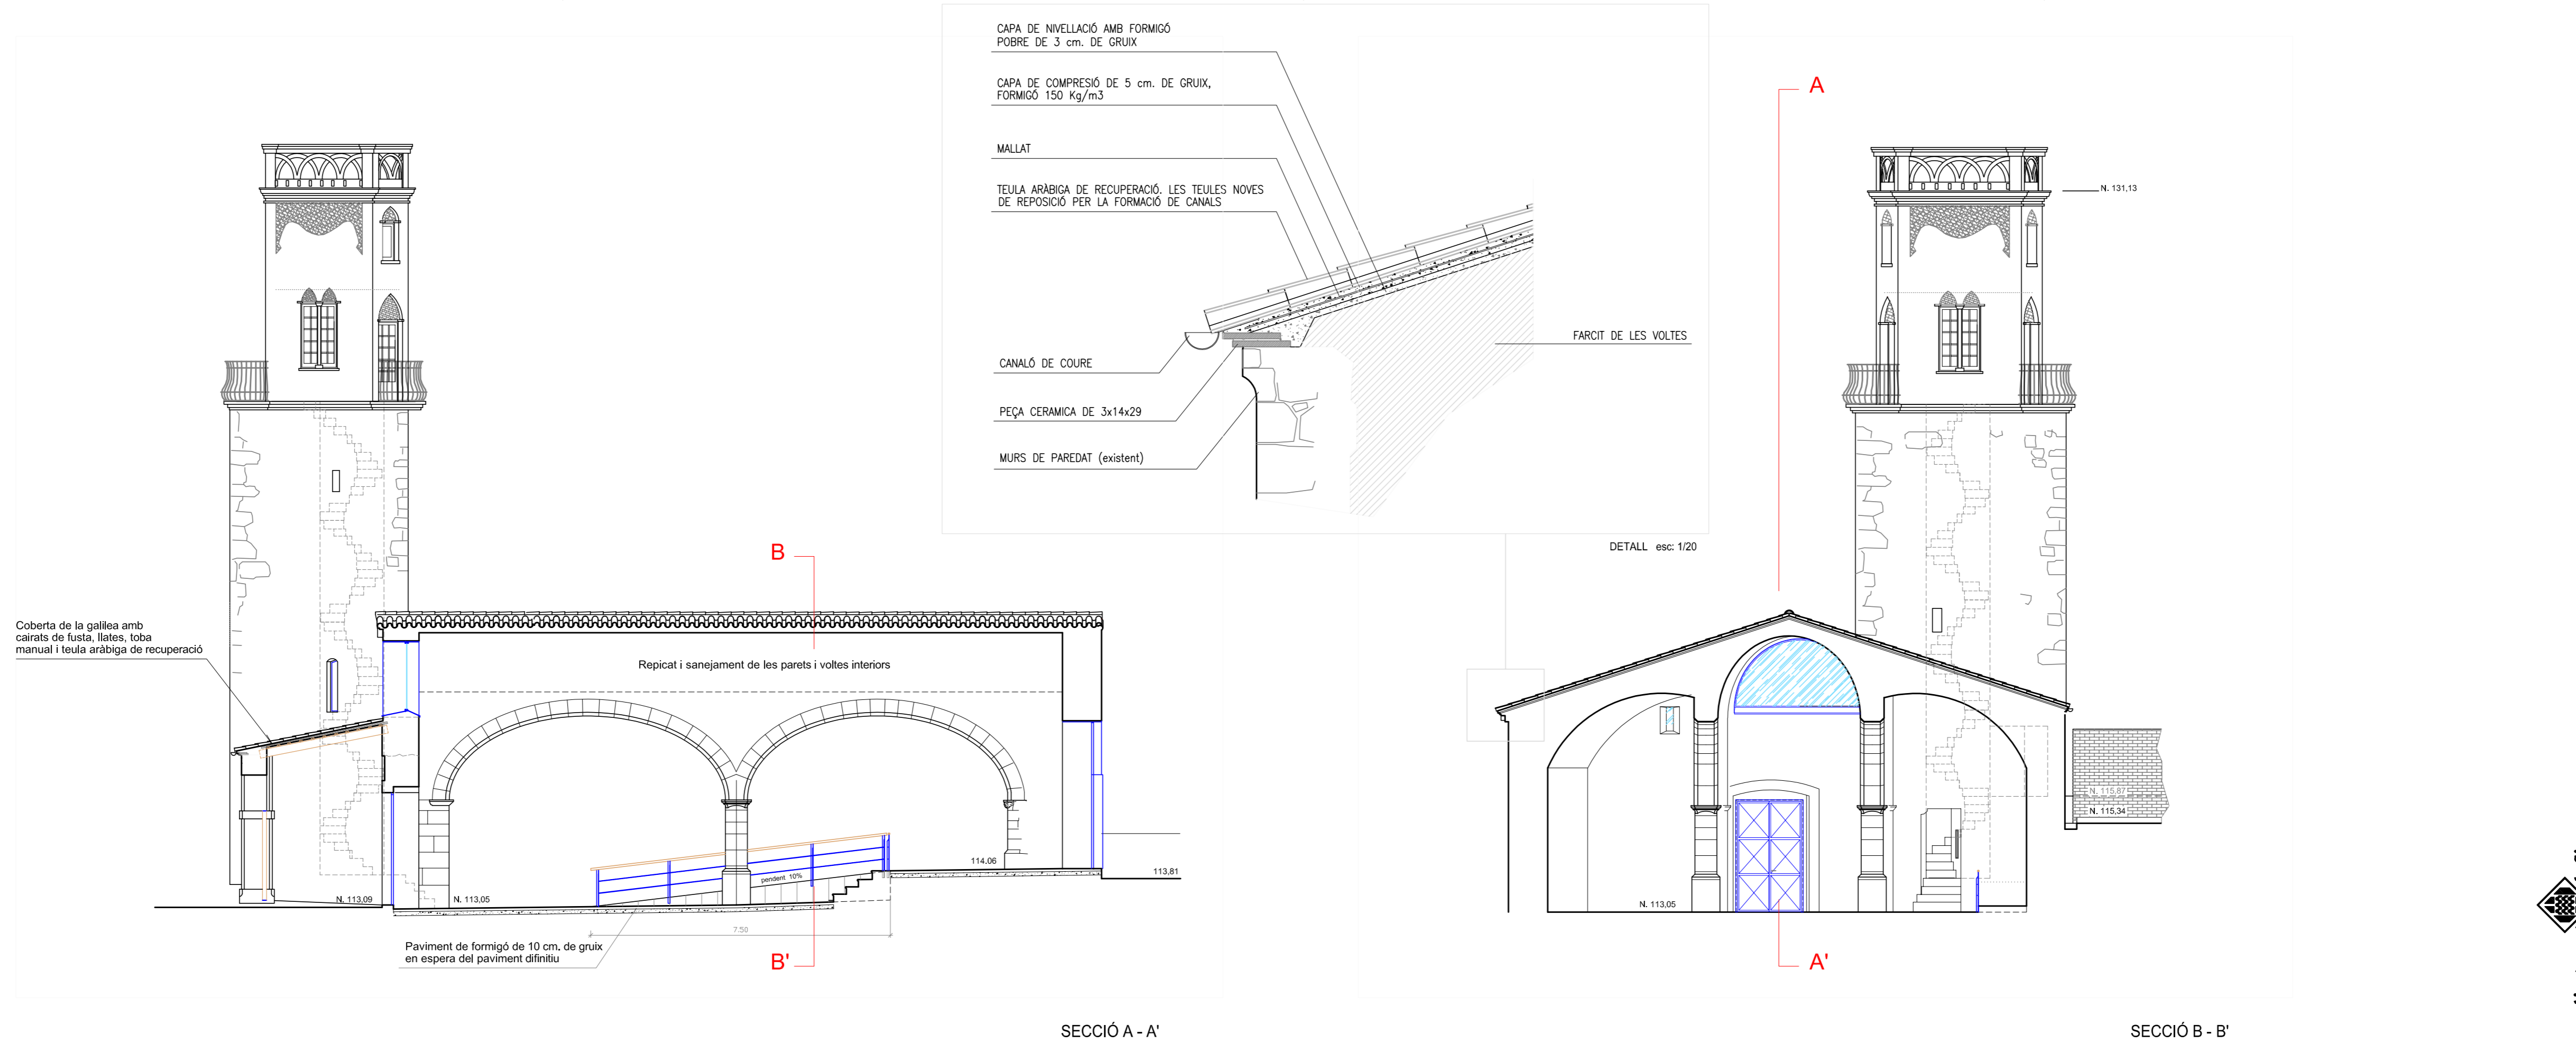 CAPA DE NIVELLACIÓ AMB FORMIGÓ
POBRE DE 3 cm. DE GRUIX
CAPA DE COMPRESIÓ DE 5 cm. DE GRUIX,
FORMIGÓ 150 Kg/m3
MALLAT
TEULA ARÀBIGA DE RECUPERACIÓ. LES TEULES NOVES
DE REPOSICIÓ PER LA FORMACIÓ DE CANALS
FARCIT DE LES VOLTES
CANALÓ DE COURE
PEÇA CERAMICA DE 3x14x29
MURS DE PAREDAT (existent)
DETALL esc: 1/20
A
N. 131,13
B
Coberta de la galilea amb
cairats de fusta, llates, toba
manual i teula aràbiga de recuperació
Repicat i sanejament de les parets i voltes interiors
pendent 10%
114.06
113,81
N. 113,09
N. 113,05
7.50
Paviment de formigó de 10 cm. de gruix
en espera del paviment difinitiu
B'
N. 115,87
N. 115,34
N. 113,05
A'
SECCIÓ A - A'
SECCIÓ B - B'